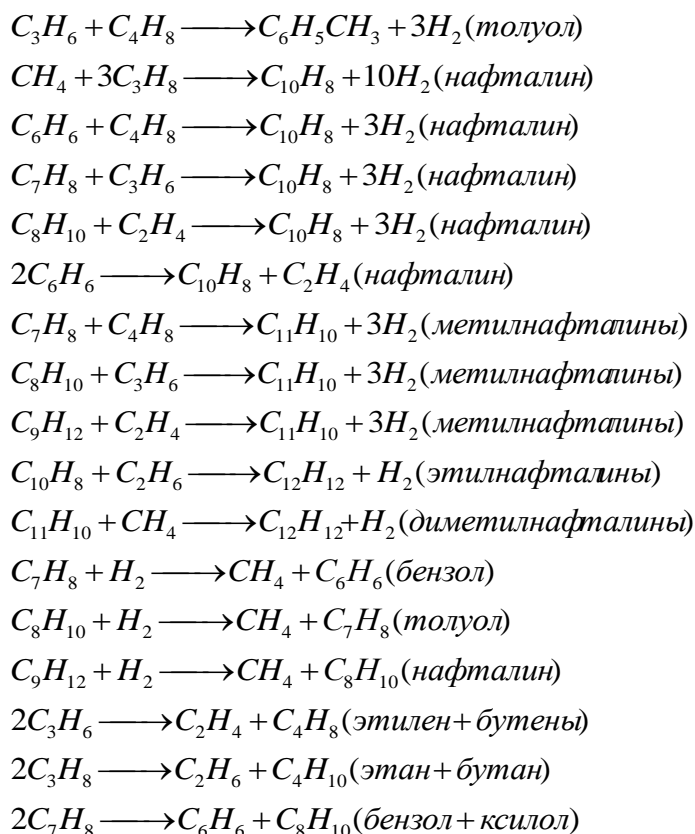 C₃H₆ + C₄H₈ ⟶ C₆H₅CH₃ + 3H₂(толуол)
CH₄ + 3C₃H₈ ⟶ C₁₀H₈ + 10H₂(нафталин)
C₆H₆ + C₄H₈ ⟶ C₁₀H₈ + 3H₂(нафталин)
C₇H₈ + C₃H₆ ⟶ C₁₀H₈ + 3H₂(нафталин)
C₈H₁₀ + C₂H₄ ⟶ C₁₀H₈ + 3H₂(нафталин)
2C₆H₆ ⟶ C₁₀H₈ + C₂H₄(нафталин)
C₇H₈ + C₄H₈ ⟶ C₁₁H₁₀ + 3H₂(метилнафталины)
C₈H₁₀ + C₃H₆ ⟶ C₁₁H₁₀ + 3H₂(метилнафталины)
C₉H₁₂ + C₂H₄ ⟶ C₁₁H₁₀ + 3H₂(метилнафталины)
C₁₀H₈ + C₂H₆ ⟶ C₁₂H₁₂ + H₂(этилнафталины)
C₁₁H₁₀ + CH₄ ⟶ C₁₂H₁₂+H₂(диметилнафталины)
C₇H₈ + H₂ ⟶ CH₄ + C₆H₆(бензол)
C₈H₁₀ + H₂ ⟶ CH₄ + C₇H₈(толуол)
C₉H₁₂ + H₂ ⟶ CH₄ + C₈H₁₀(нафталин)
2C₃H₆ ⟶ C₂H₄ + C₄H₈(этилен+бутены)
2C₃H₈ ⟶ C₂H₆ + C₄H₁₀(этан+бутан)
2C₇H₈ ⟶ C₆H₆ + C₈H₁₀(бензол+ксилол)